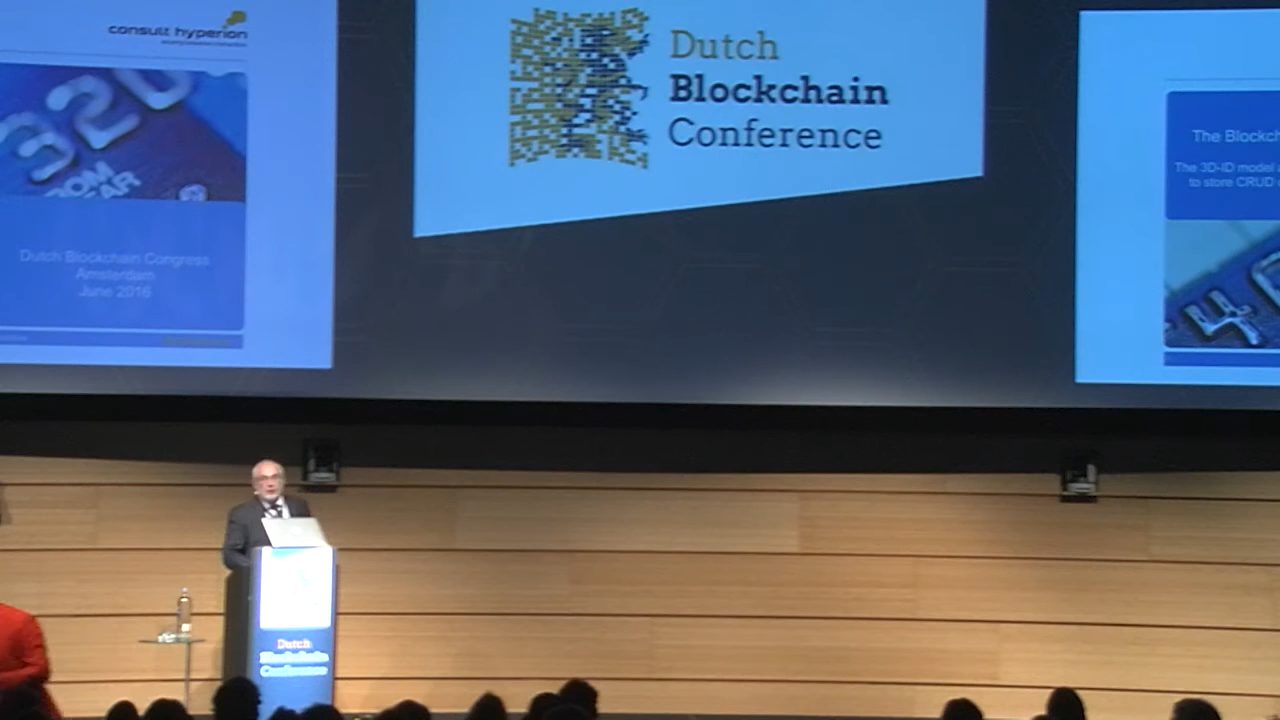 consult hyperion
Dutch Blockchain Congress
Amsterdam
June 2016
Dutch
Blockchain
Conference
The Blockch
The 3D-ID model
to store CRUD
320
Dutch
Blockchain
Conference